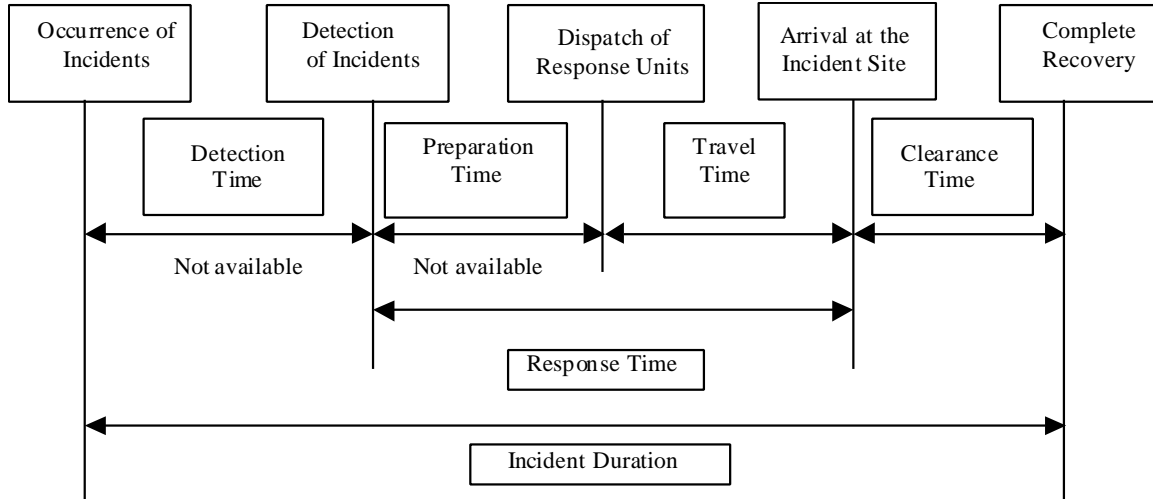 Occurrence of
Incidents
Detection
of Incidents
Dispatch of
Response Units
Arrival at the
Incident Site
Complete
Recovery
Detection
Time
Preparation
Time
Travel
Time
Clearance
Time
Not available
Not available
Response Time
Incident Duration